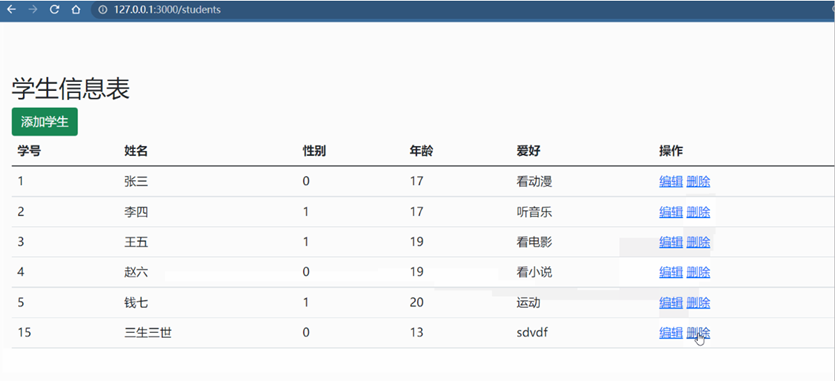 127.0.0.1:3000/students
学生信息表
添加学生
学号 姓名 性别 年龄 爱好 操作
1 张三 0 17 看动漫 编辑 删除
2 李四 1 17 听音乐 编辑 删除
3 王五 1 19 看电影 编辑 删除
4 赵六 0 19 看小说 编辑 删除
5 钱七 1 20 运动 编辑 删除
15 三生三世 0 13 sdvdf 编辑 删除